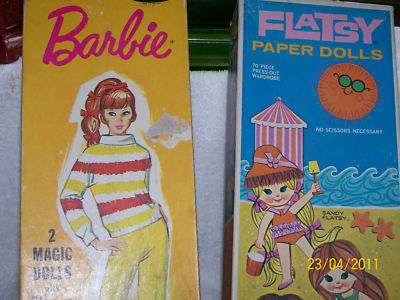 Barbie®
2
MAGIC
DOLLS
with
FLATSY
PAPER DOLLS
70 PIECE
PRESS-OUT
WARDROBE
NO SCISSORS NECESSARY
SANDY
FLATSY
23/04/2011